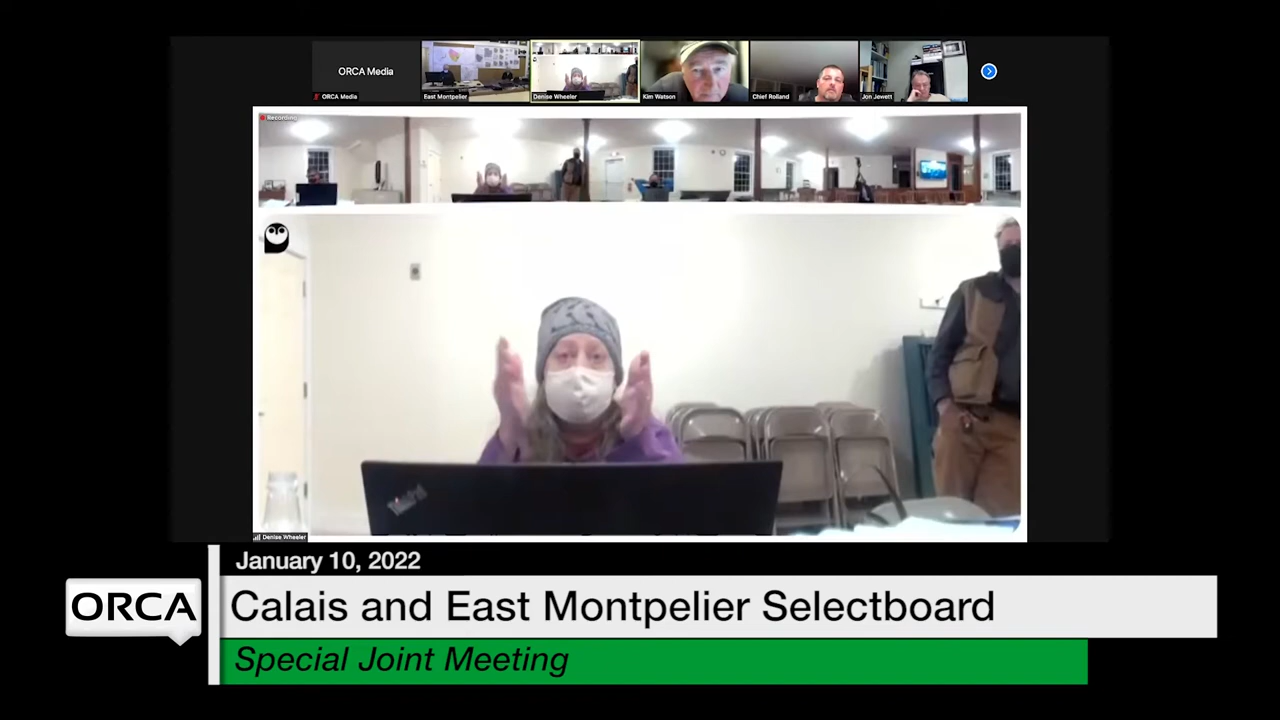 ORCA Media
ORCA Media
East Montpelier
Denise Wheeler
Kim Watson
Chief Rolland
Jon Jewett
Recording
ThinkPad
Denise Wheeler
January 10, 2022
ORCA
Calais and East Montpelier Selectboard
Special Joint Meeting